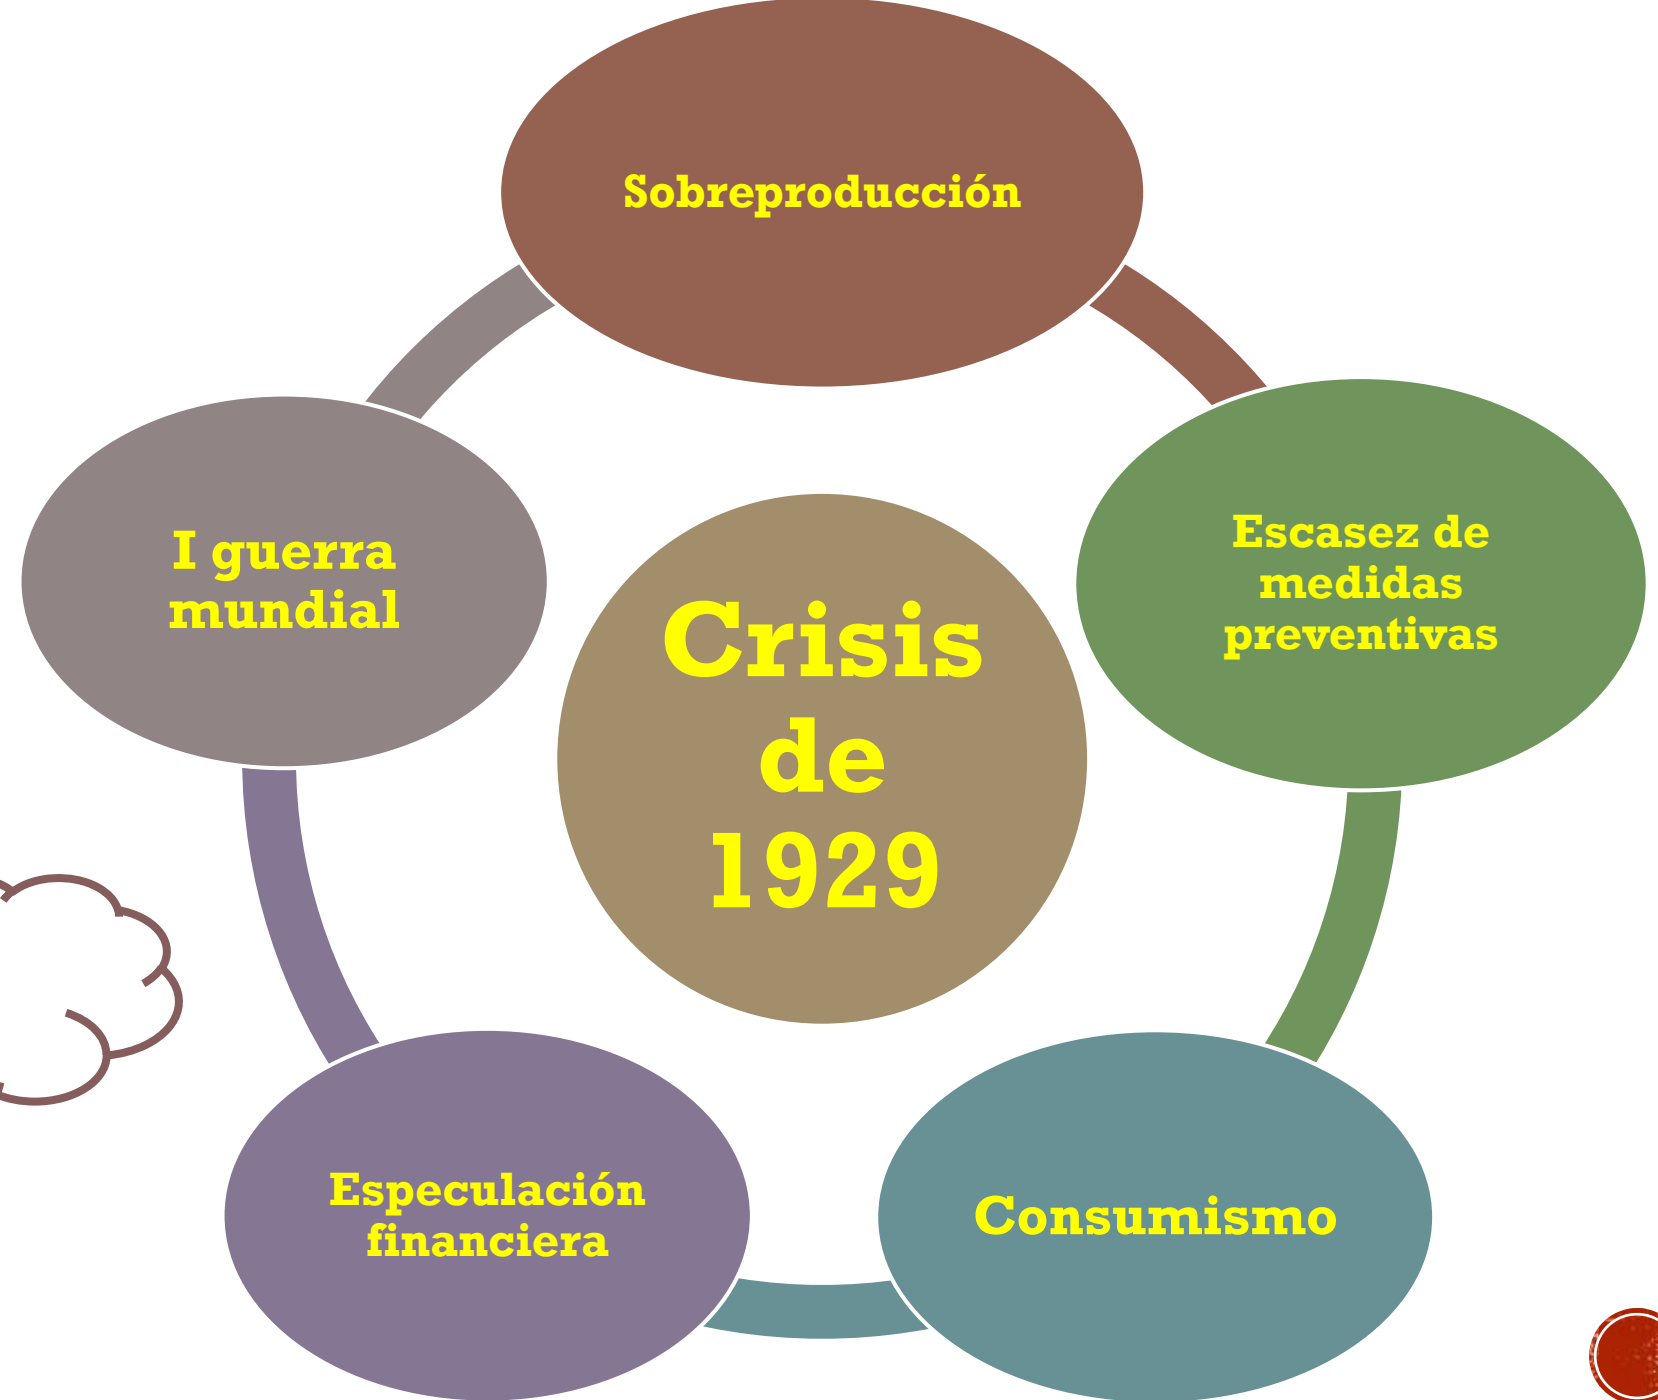 Sobreproducción
I guerra
mundial
Escasez de
medidas
preventivas
Crisis
de
1929
Especulación
financiera
Consumismo